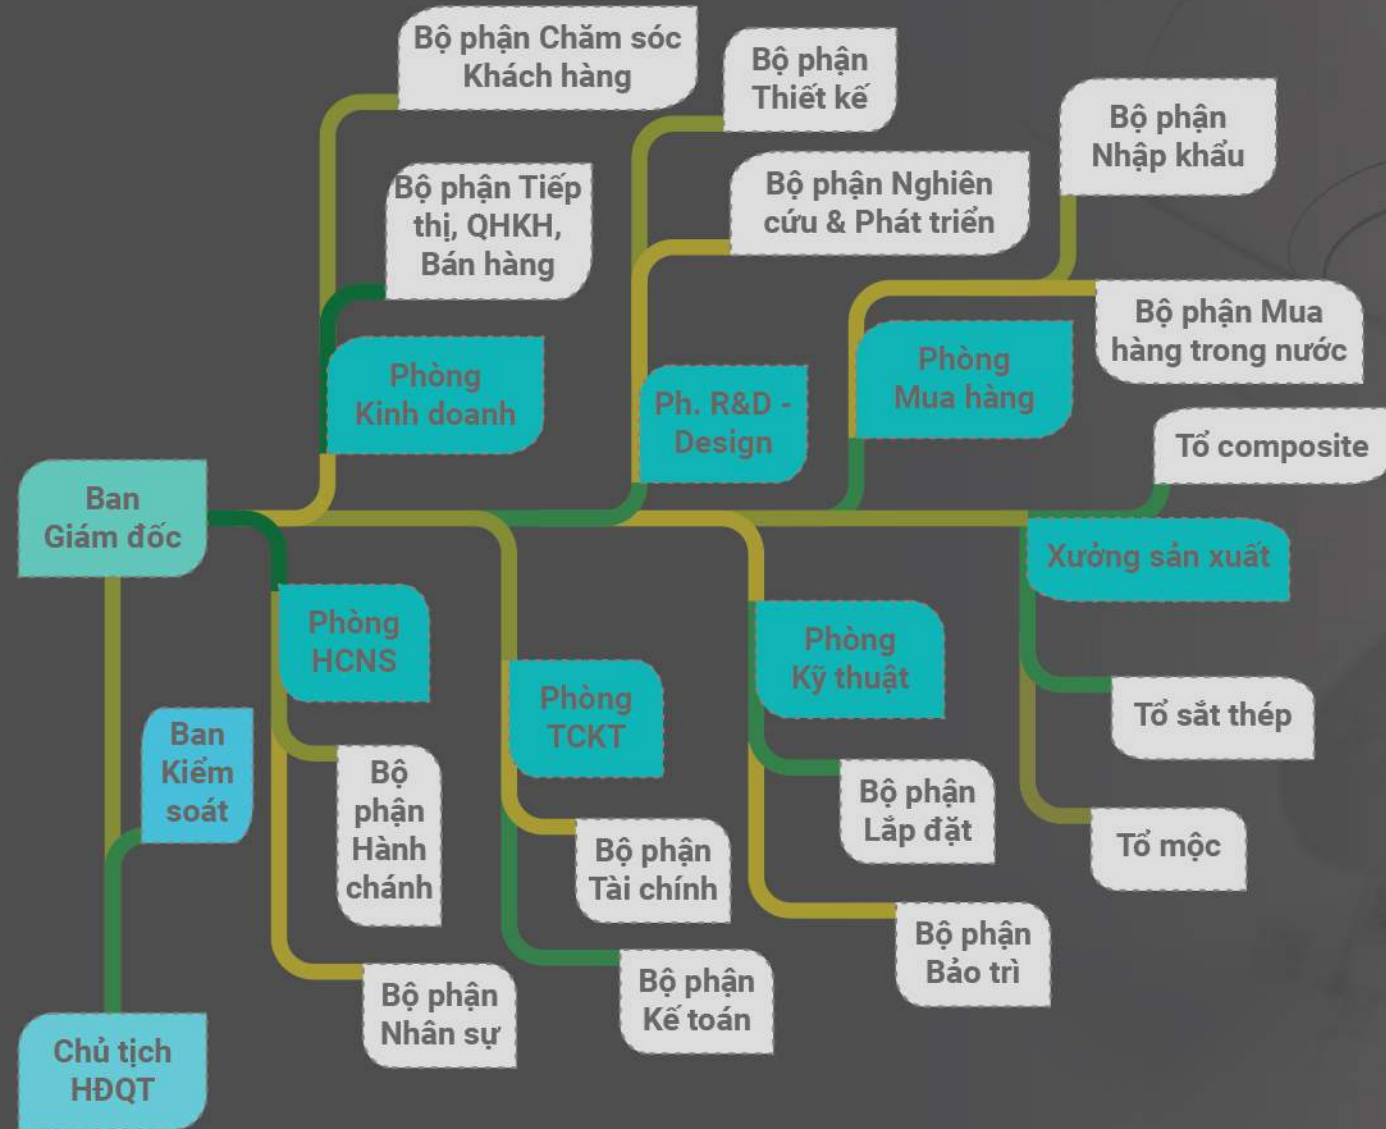 Bộ phận Chăm sóc
Khách hàng
Bộ phận
Thiết kế
Bộ phận
Nhập khẩu
Bộ phận Tiếp
thị, QHKH,
Bán hàng
Bộ phận Nghiên
cứu & Phát triển
Bộ phận Mua
hàng trong nước
Phòng
Kinh doanh
Ph. R&D -
Design
Phòng
Mua hàng
Tổ composite
Ban
Giám đốc
Xưởng sản xuất
Phòng
HCNS
Phòng
TCKT
Phòng
Kỹ thuật
Tổ sắt thép
Ban
Kiểm
soát
Bộ
phận
Hành
chánh
Bộ phận
Tài chính
Bộ phận
Lắp đặt
Tổ mộc
Bộ phận
Nhân sự
Bộ phận
Kế toán
Bộ phận
Bảo trì
Chủ tịch
HĐQT